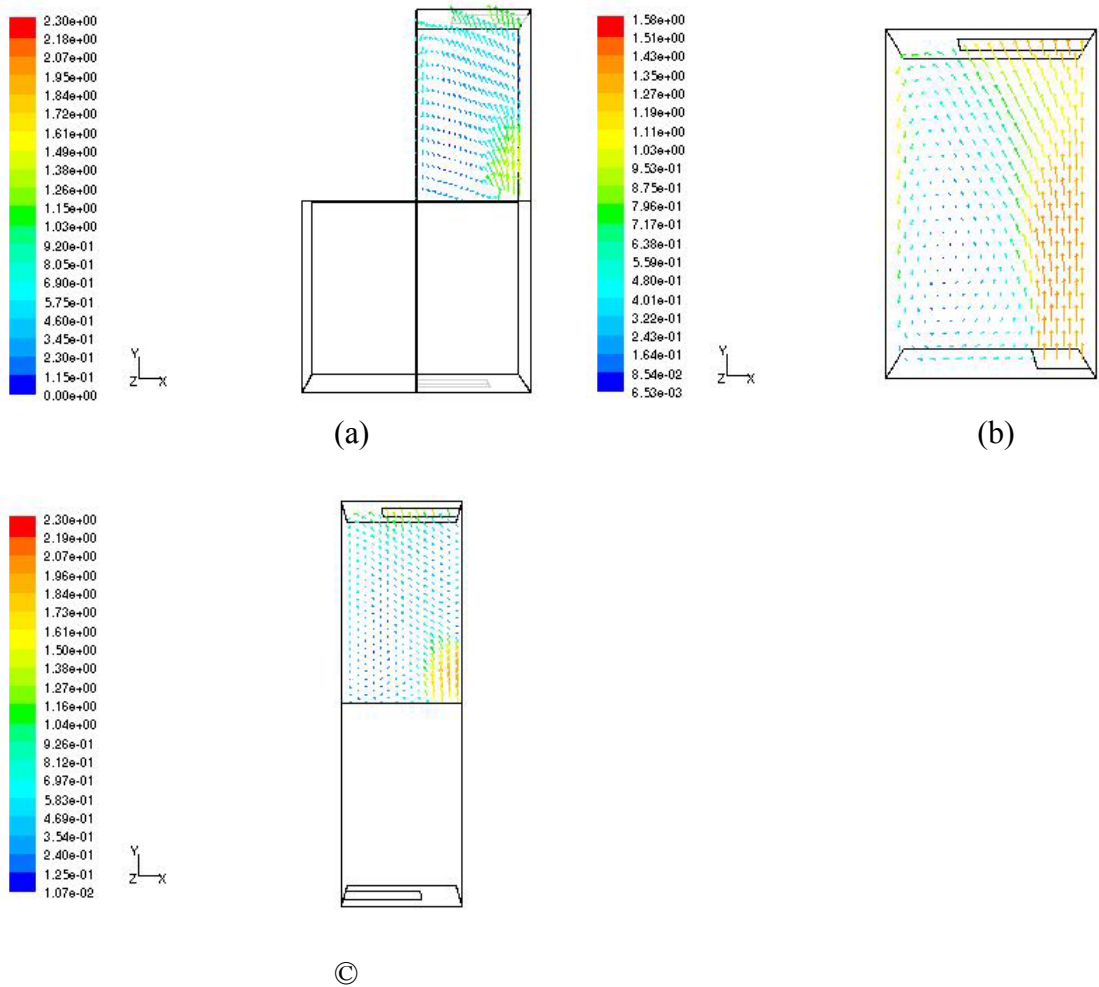 2.30e+00
2.18e+00
2.07e+00
1.95e+00
1.84e+00
1.72e+00
1.61e+00
1.49e+00
1.38e+00
1.26e+00
1.15e+00
1.03e+00
9.20e-01
8.05e-01
6.90e-01
5.75e-01
4.60e-01
3.45e-01
2.30e-01
1.15e-01
0.00e+00
Y
Z X
(a)
1.58e+00
1.51e+00
1.43e+00
1.35e+00
1.27e+00
1.19e+00
1.11e+00
1.03e+00
9.53e-01
8.75e-01
7.96e-01
7.17e-01
6.38e-01
5.59e-01
4.80e-01
4.01e-01
3.22e-01
2.43e-01
1.64e-01
8.54e-02
6.53e-03
Y
Z X
(b)
2.30e+00
2.19e+00
2.07e+00
1.96e+00
1.84e+00
1.73e+00
1.61e+00
1.50e+00
1.38e+00
1.27e+00
1.16e+00
1.04e+00
9.26e-01
8.12e-01
6.97e-01
5.83e-01
4.69e-01
3.54e-01
2.40e-01
1.25e-01
1.07e-02
Y
Z X
©